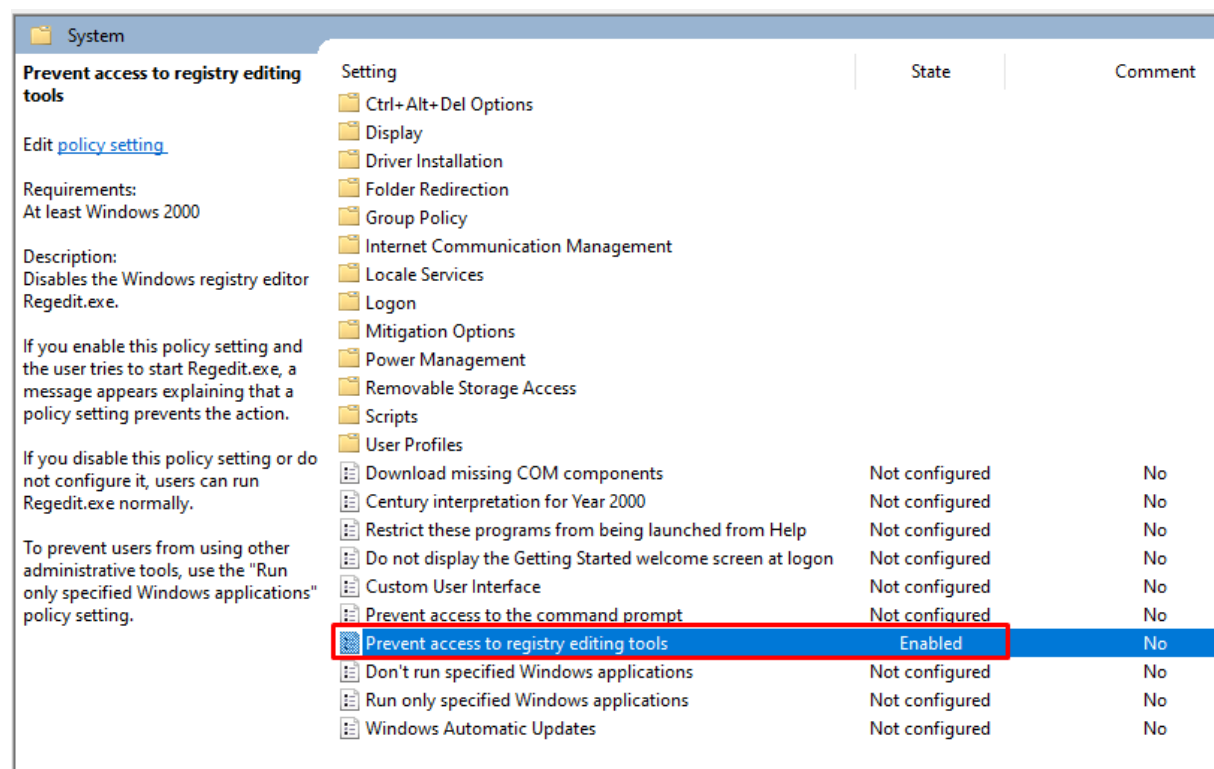 System
Prevent access to registry editing
tools
Edit policy setting
Requirements:
At least Windows 2000
Description:
Disables the Windows registry editor
Regedit.exe.
If you enable this policy setting and
the user tries to start Regedit.exe, a
message appears explaining that a
policy setting prevents the action.
If you disable this policy setting or do
not configure it, users can run
Regedit.exe normally.
To prevent users from using other
administrative tools, use the "Run
only specified Windows applications"
policy setting.
Setting State Comment
Ctrl+Alt+Del Options
Display
Driver Installation
Folder Redirection
Group Policy
Internet Communication Management
Locale Services
Logon
Mitigation Options
Power Management
Removable Storage Access
Scripts
User Profiles
Download missing COM components Not configured No
Century interpretation for Year 2000 Not configured No
Restrict these programs from being launched from Help Not configured No
Do not display the Getting Started welcome screen at logon Not configured No
Custom User Interface Not configured No
Prevent access to the command prompt Not configured No
Prevent access to registry editing tools Enabled No
Don't run specified Windows applications Not configured No
Run only specified Windows applications Not configured No
Windows Automatic Updates Not configured No